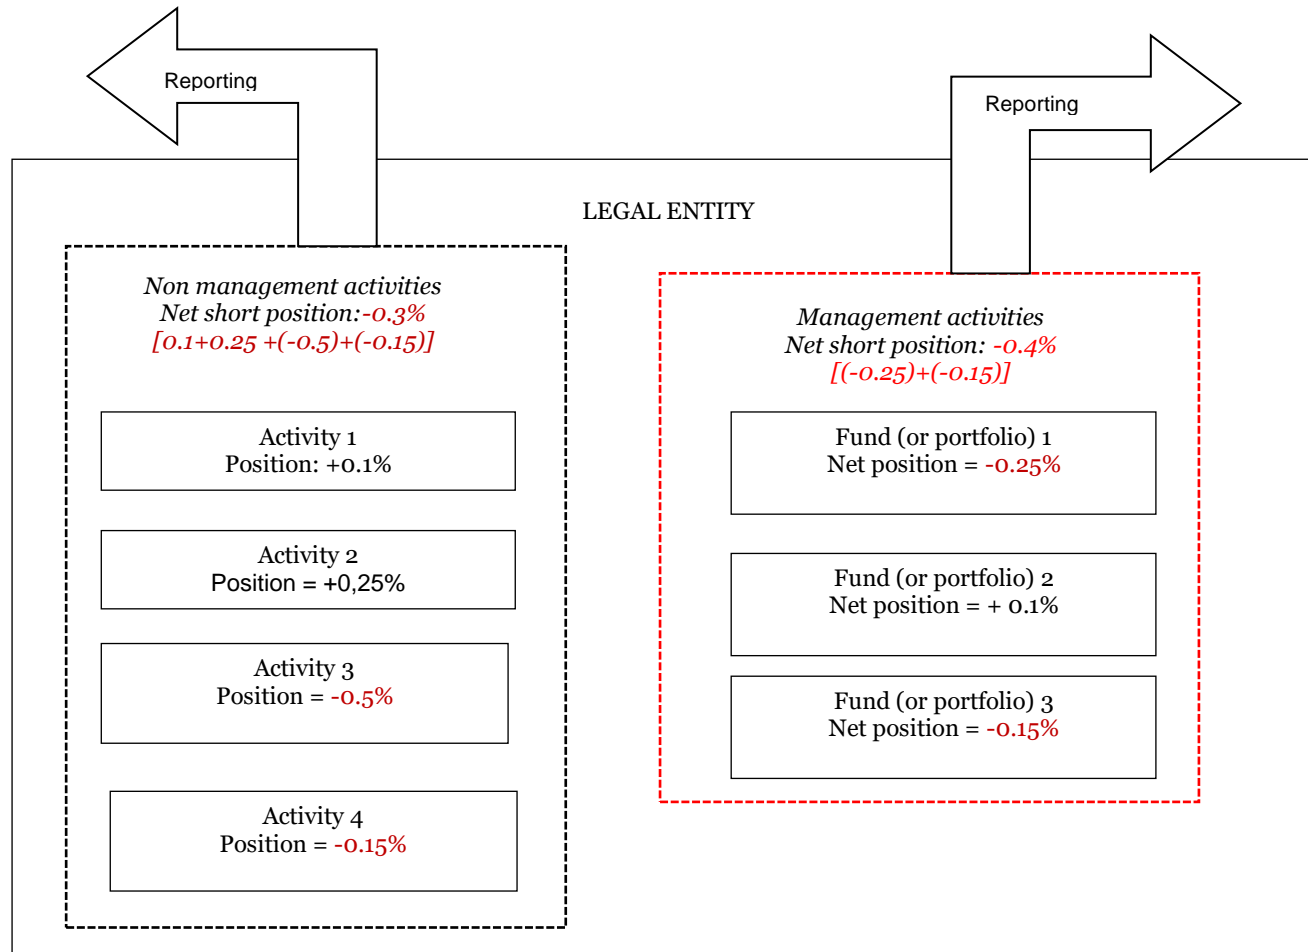 Reporting
Reporting
LEGAL ENTITY
Non management activities
Net short position:-0.3%
[0.1+0.25 +(-0.5)+(-0.15)]
Activity 1
Position: +0.1%
Activity 2
Position = +0,25%
Activity 3
Position = -0.5%
Activity 4
Position = -0.15%
Management activities
Net short position: -0.4%
[(-0.25)+(-0.15)]
Fund (or portfolio) 1
Net position = -0.25%
Fund (or portfolio) 2
Net position = + 0.1%
Fund (or portfolio) 3
Net position = -0.15%